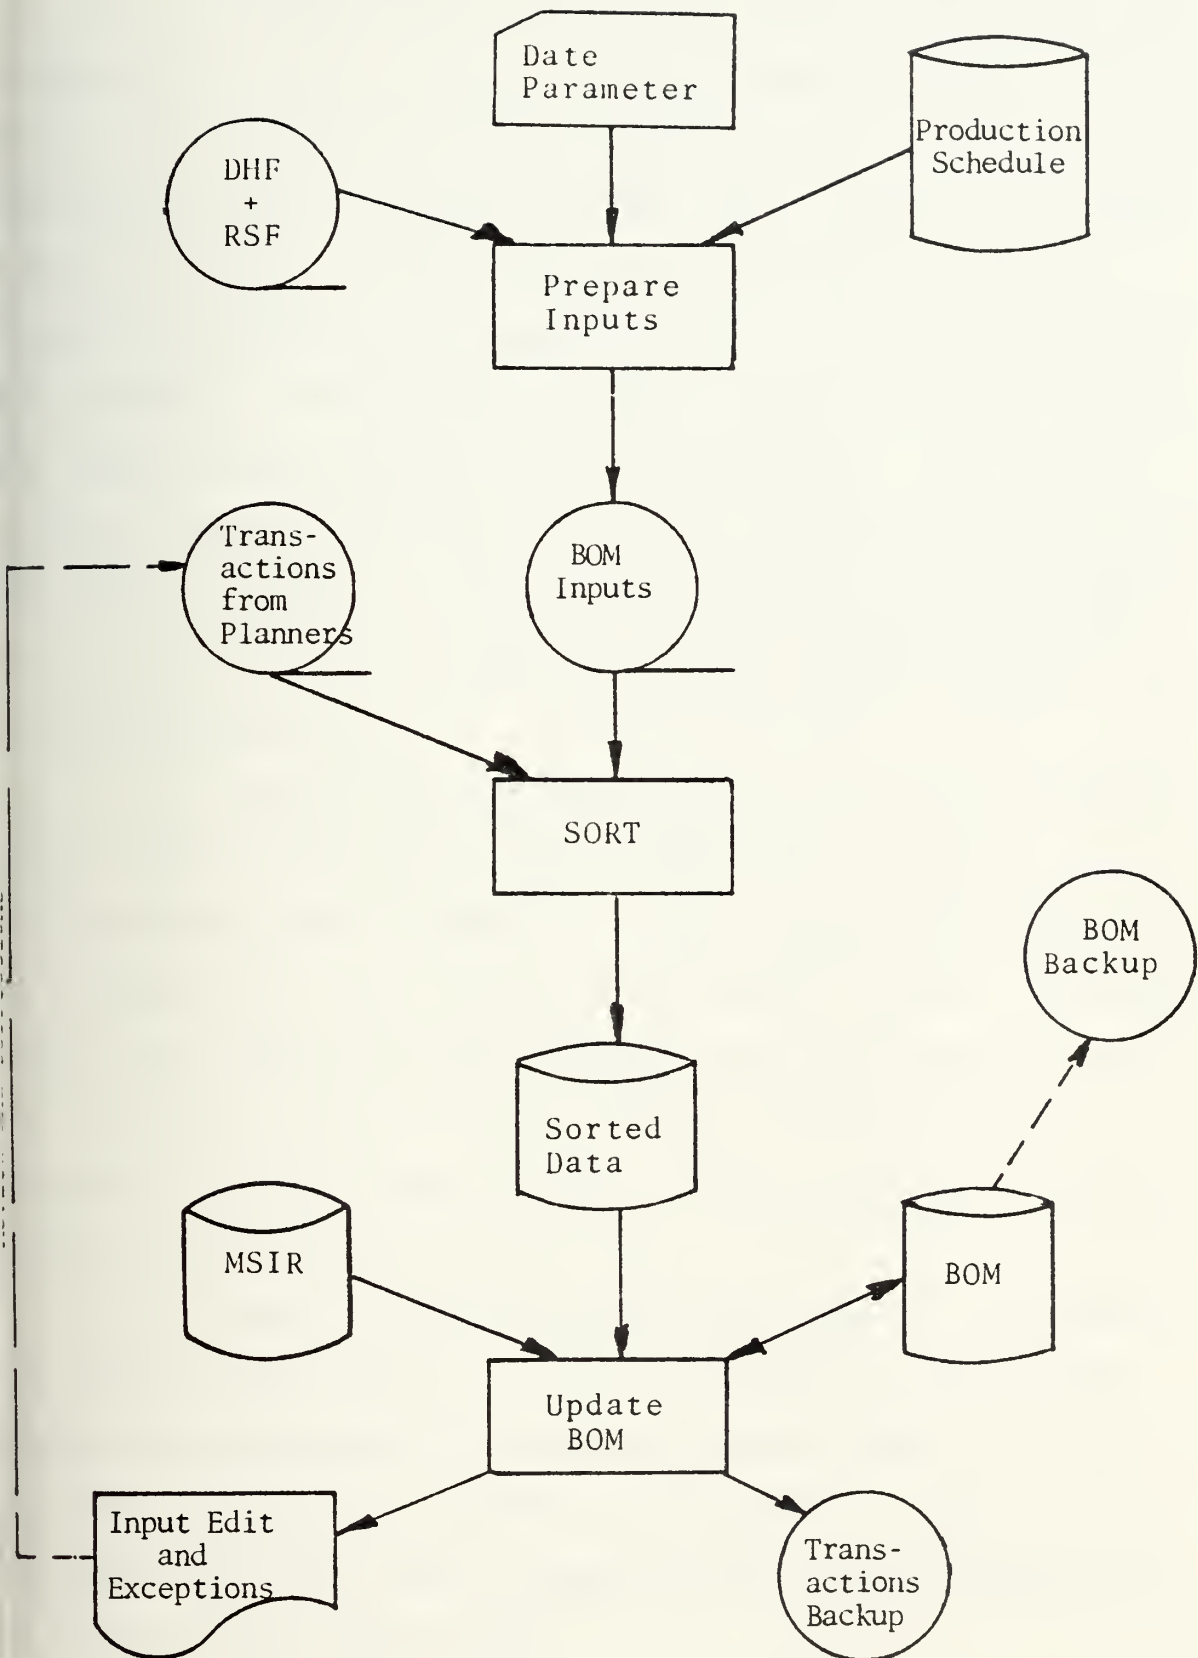 Date
Parameter
Production
Schedule
DHF
+
RSF
Prepare
Inputs
Trans-
actions
from
Planners
BOM
Inputs
SORT
BOM
Backup
Sorted
Data
MSIR
BOM
Update
BOM
Input Edit
and
Exceptions
Trans-
actions
Backup